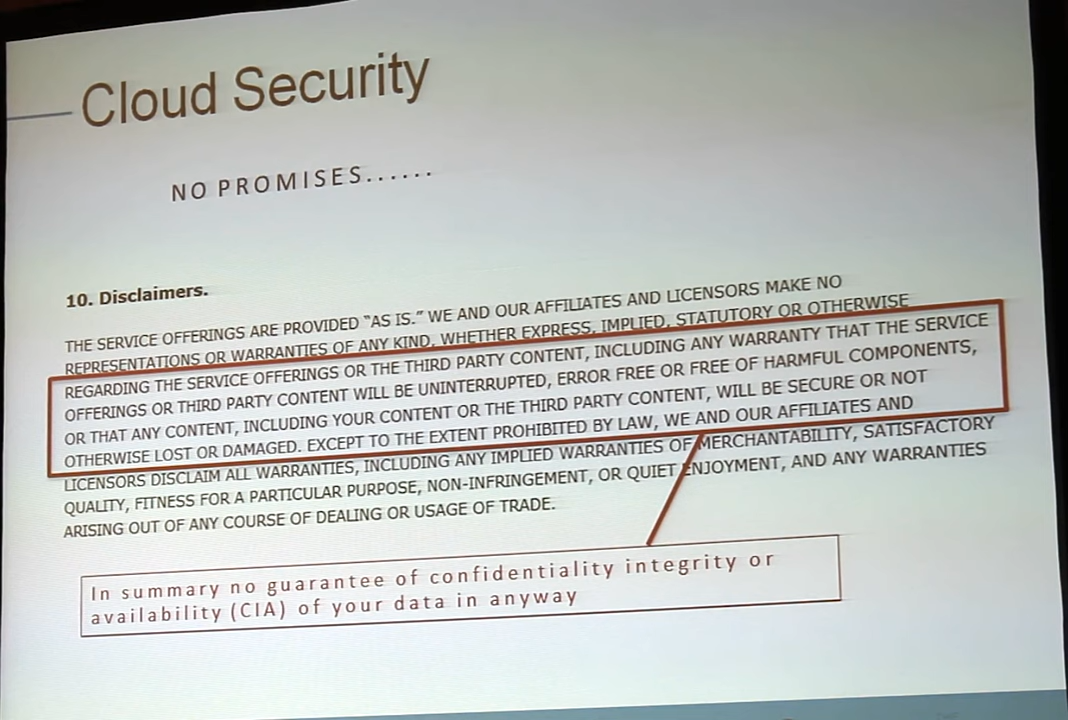 Cloud Security
NO PROMISES......
10. Disclaimers.
THE SERVICE OFFERINGS ARE PROVIDED “AS IS.” WE AND OUR AFFILIATES AND LICENSORS MAKE NO
REPRESENTATIONS OR WARRANTIES OF ANY KIND, WHETHER EXPRESS, IMPLIED, STATUTORY OR OTHERWISE
REGARDING THE SERVICE OFFERINGS OR THE THIRD PARTY CONTENT, INCLUDING ANY WARRANTY THAT THE SERVICE
OFFERINGS OR THIRD PARTY CONTENT WILL BE UNINTERRUPTED, ERROR FREE OR FREE OF HARMFUL COMPONENTS,
OR THAT ANY CONTENT, INCLUDING YOUR CONTENT OR THE THIRD PARTY CONTENT, WILL BE SECURE OR NOT
OTHERWISE LOST OR DAMAGED. EXCEPT TO THE EXTENT PROHIBITED BY LAW, WE AND OUR AFFILIATES AND
LICENSORS DISCLAIM ALL WARRANTIES, INCLUDING ANY IMPLIED WARRANTIES OF MERCHANTABILITY, SATISFACTORY
QUALITY, FITNESS FOR A PARTICULAR PURPOSE, NON-INFRINGEMENT, OR QUIET ENJOYMENT, AND ANY WARRANTIES
ARISING OUT OF ANY COURSE OF DEALING OR USAGE OF TRADE.
In summary no guarantee of confidentiality integrity or
availability (CIA) of your data in anyway